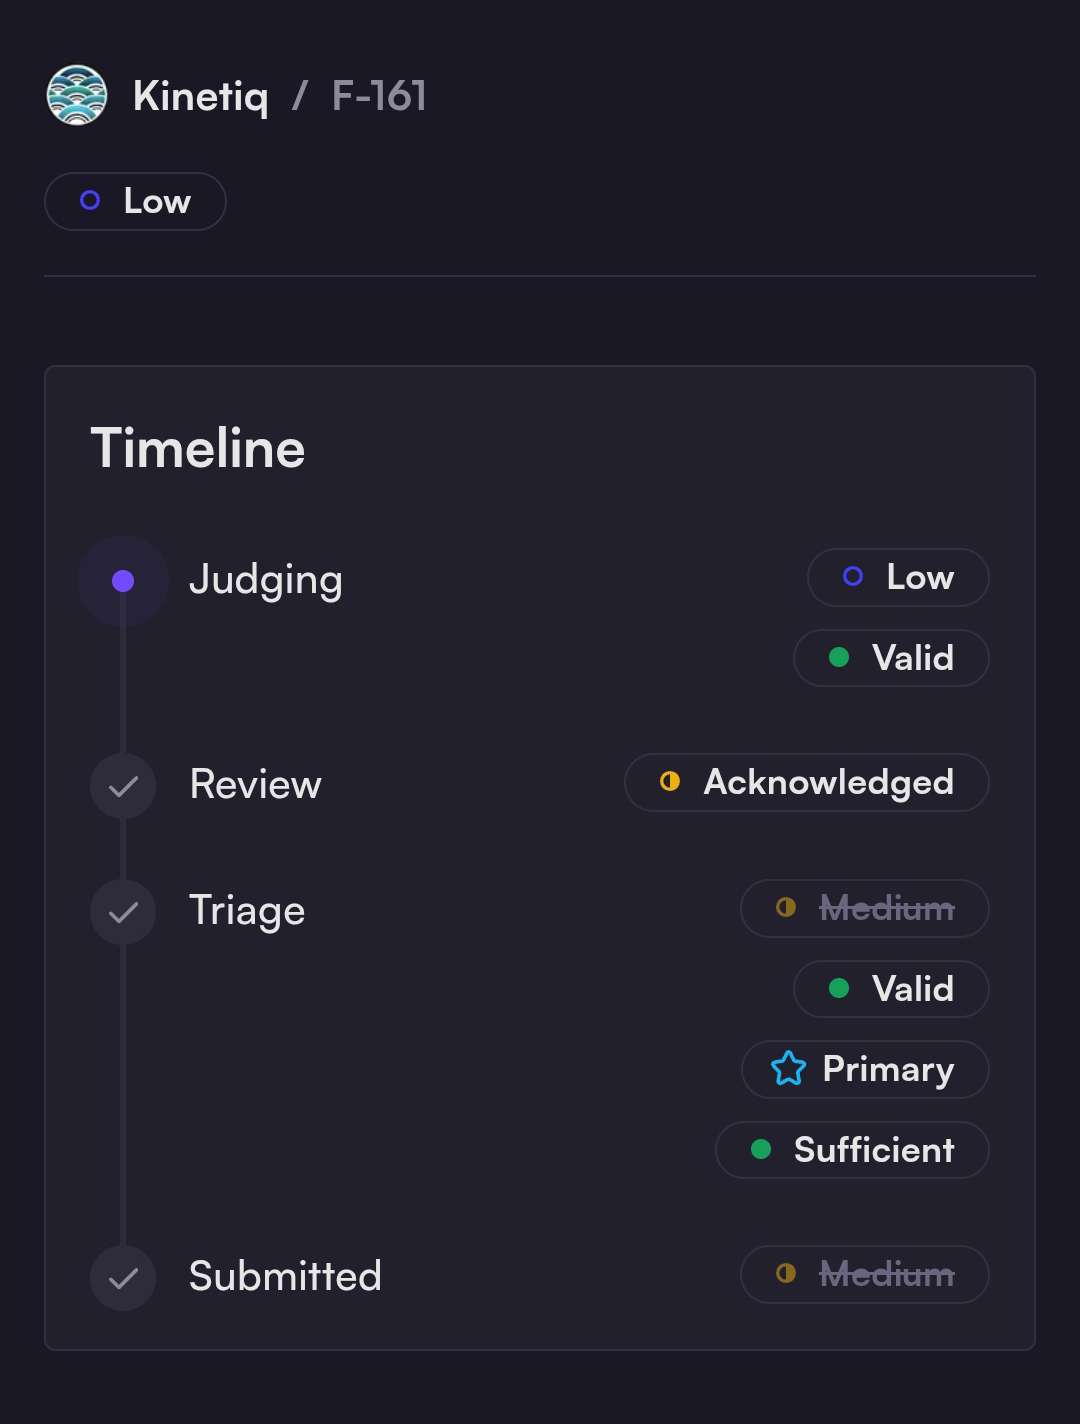 Kinetiq / F-161
Low
Timeline
Judging Low
Valid
Review Acknowledged
Triage Medium
Valid
Primary
Sufficient
Submitted Medium